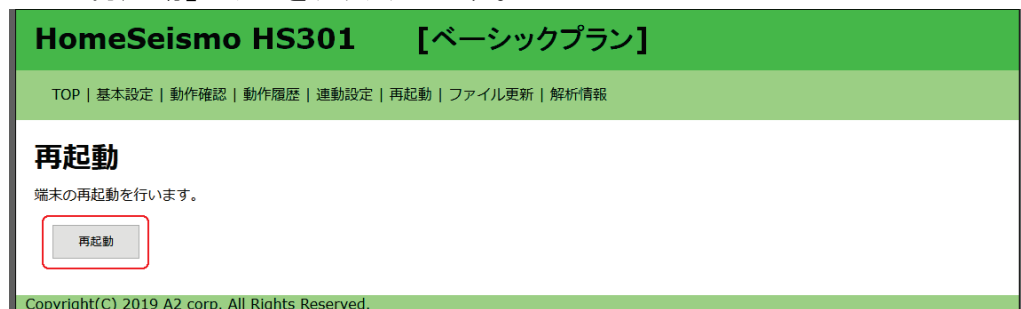 HomeSeismo HS301 [ベーシックプラン]
TOP | 基本設定 | 動作確認 | 動作履歴 | 連動設定 | 再起動 | ファイル更新 | 解析情報
再起動
端末の再起動を行います。
再起動
Copyright(C) 2019 A2 corp. All Rights Reserved.